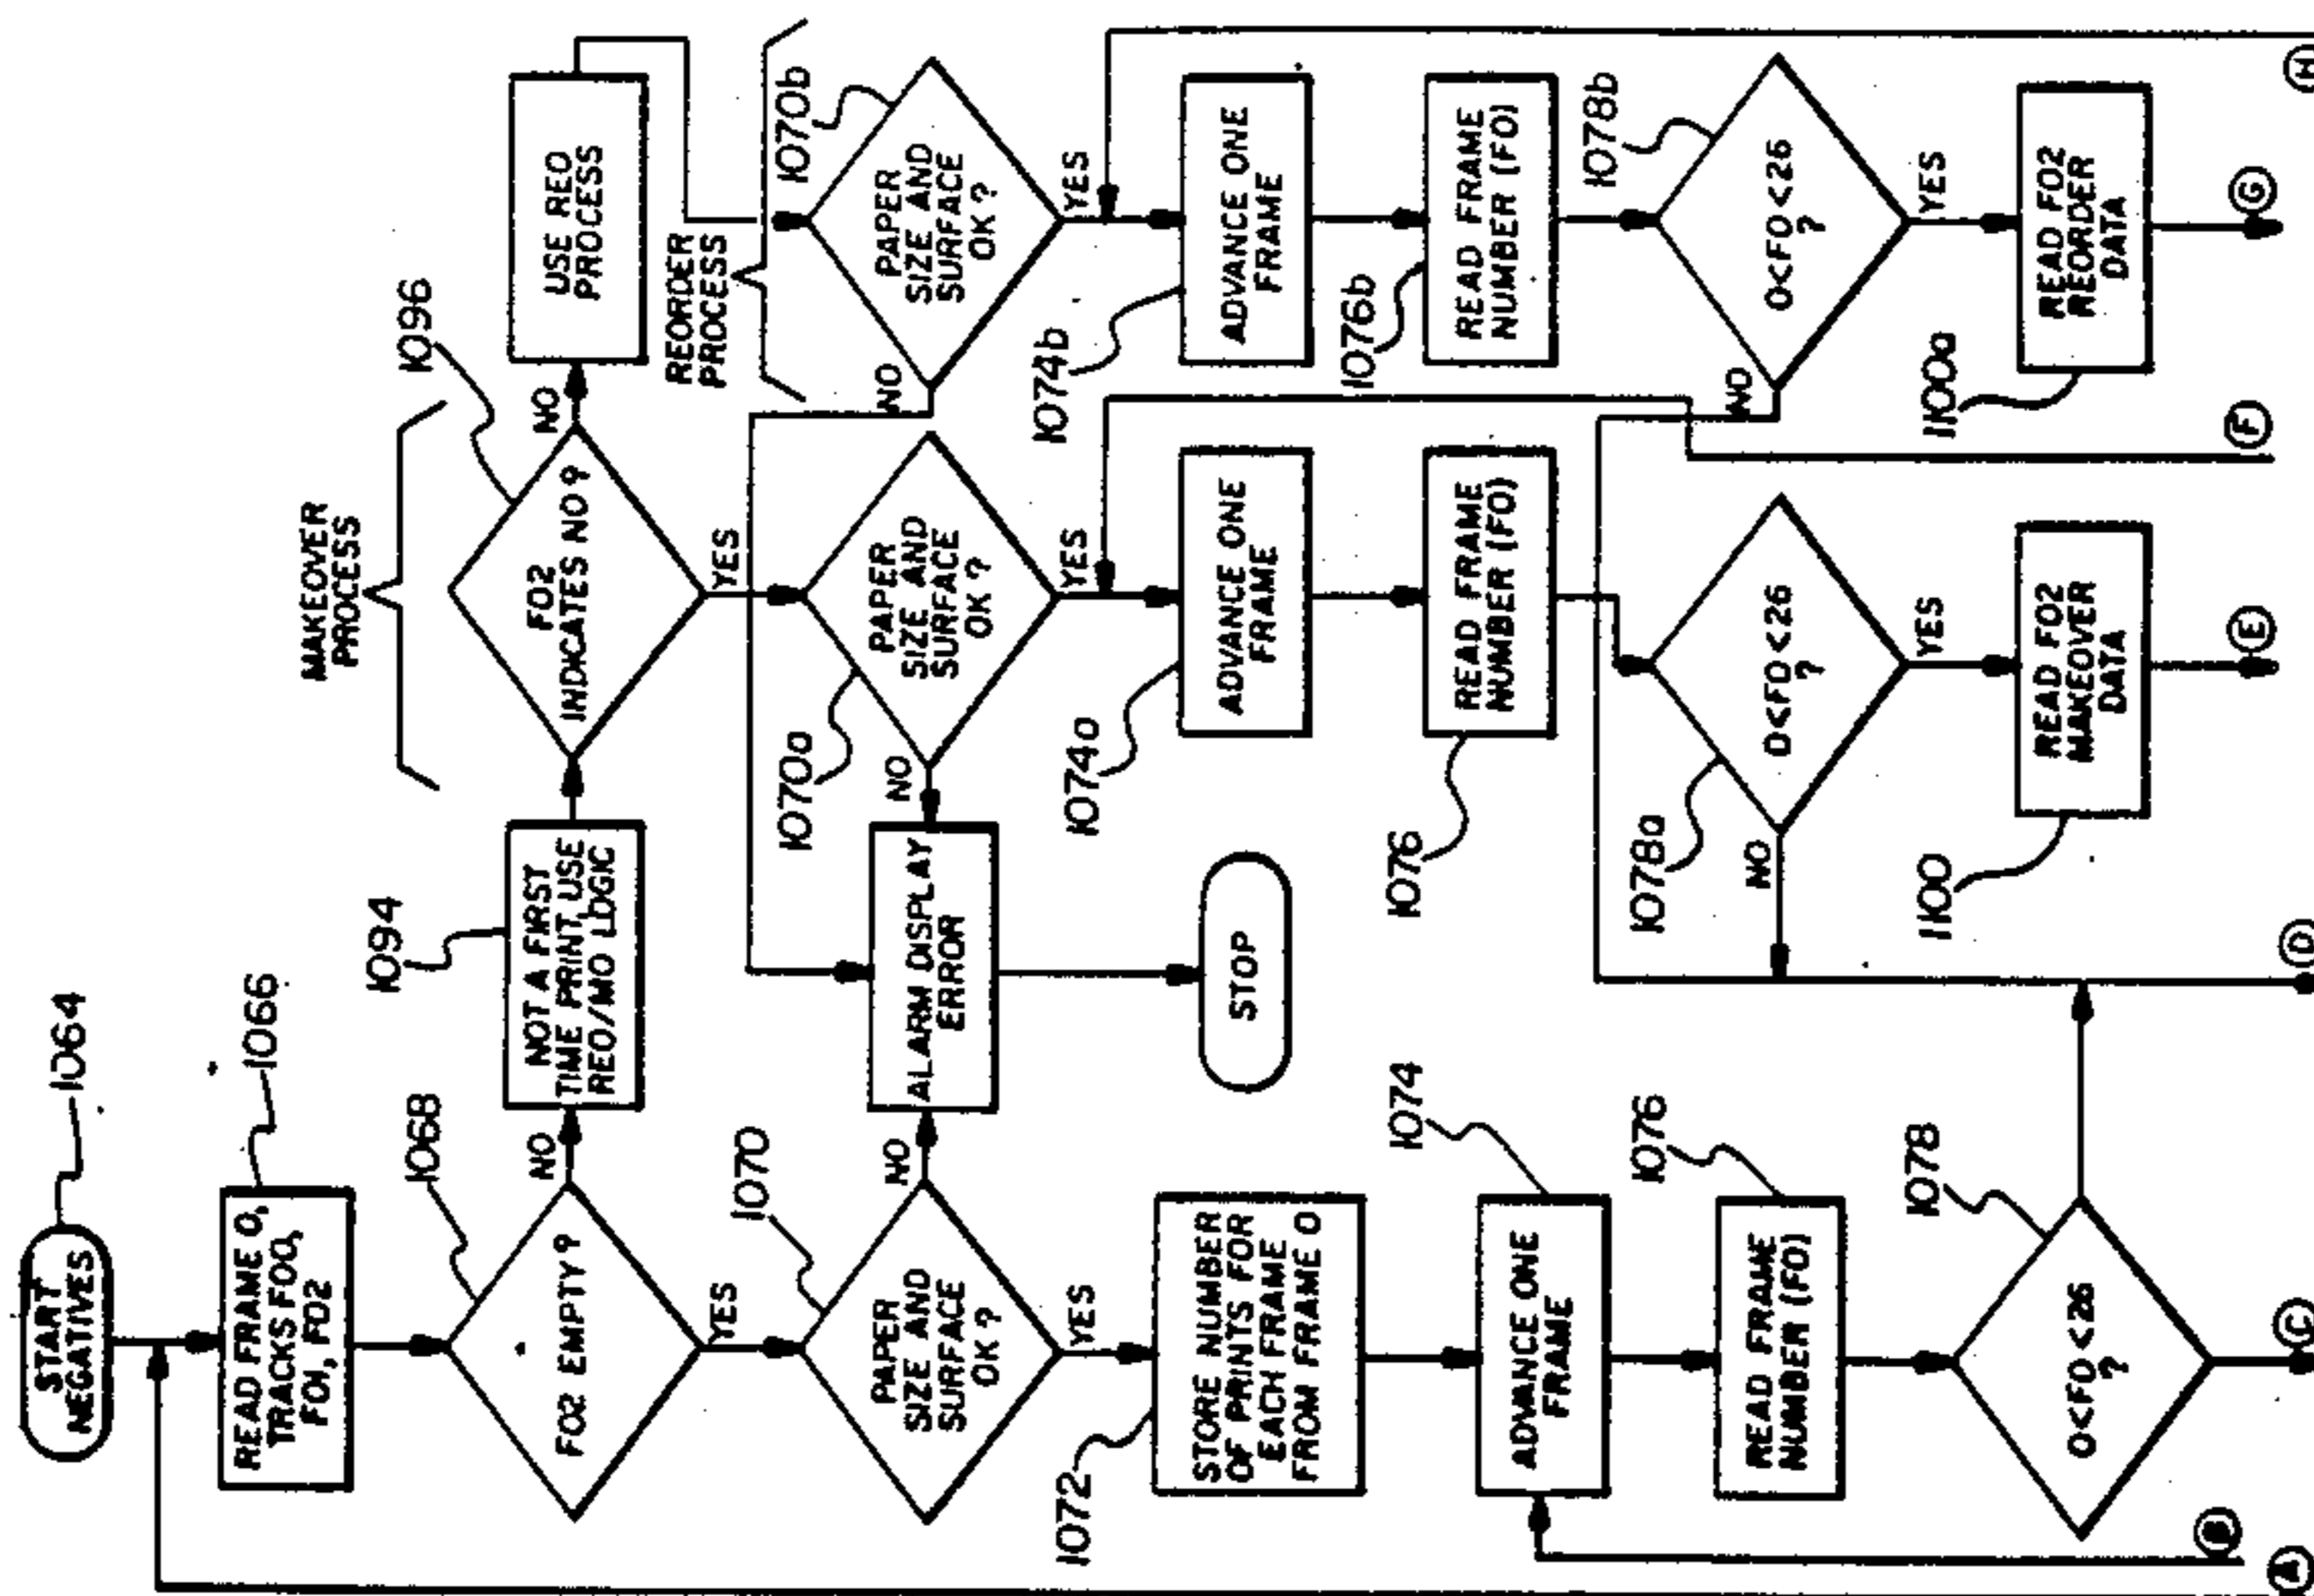 START
NEGATIVES
1064
READ FRAME 0,
TRACKS F00,
F01, F02
1066
F02 EMPTY?
1068
NO
YES
NOT A FIRST
TIME PRINT, USE
REO/MO LOGIC
1094
MAKEOVER
PROCESS
F02
INDICATES NO?
1096
NO
YES
USE REO
PROCESS
REORDER
PROCESS
PAPER
SIZE AND
SURFACE
OK?
1070
NO
YES
ALARM DISPLAY
ERROR
STOP
PAPER
SIZE AND
SURFACE
OK?
1070a
NO
YES
PAPER
SIZE AND
SURFACE
OK?
1070b
NO
YES
STORE NUMBER
OF PRINTS FOR
EACH FRAME
FROM FRAME 0
1072
ADVANCE ONE
FRAME
1074
READ FRAME
NUMBER (F0)
1076
0<F0<26
?
1078
ADVANCE ONE
FRAME
1074a
READ FRAME
NUMBER (F0)
1076
0<F0<26
?
1078a
NO
YES
READ F02
MAKEOVER
DATA
1100
ADVANCE ONE
FRAME
1074b
READ FRAME
NUMBER (F0)
1076b
0<F0<26
?
1078b
NO
YES
READ F02
REORDER
DATA
1100a
A
B
C
D
E
F
G
H